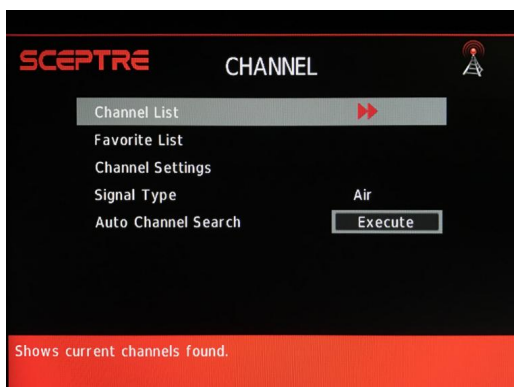 SCEPTRE
CHANNEL
Channel List
Favorite List
Channel Settings
Signal Type Air
Auto Channel Search Execute
Shows current channels found.